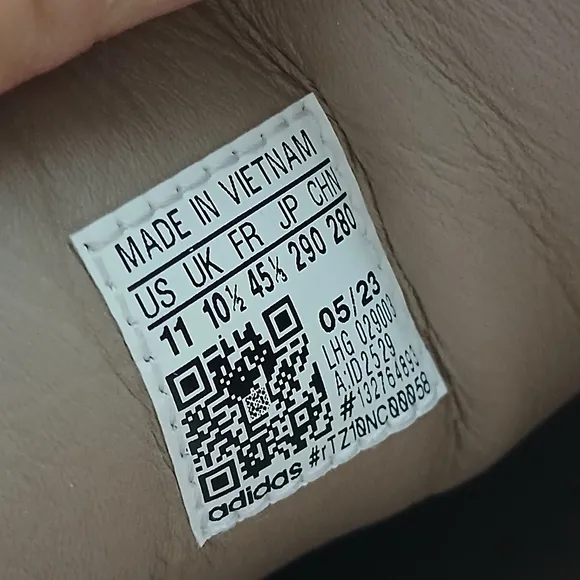 MADE IN VIETNAM
US UK FR JP CHN
11 10½ 45⅓ 290 280
05/23
LHG 029003
A:ID2529
#132764893
adidas #rTZ10NC00058